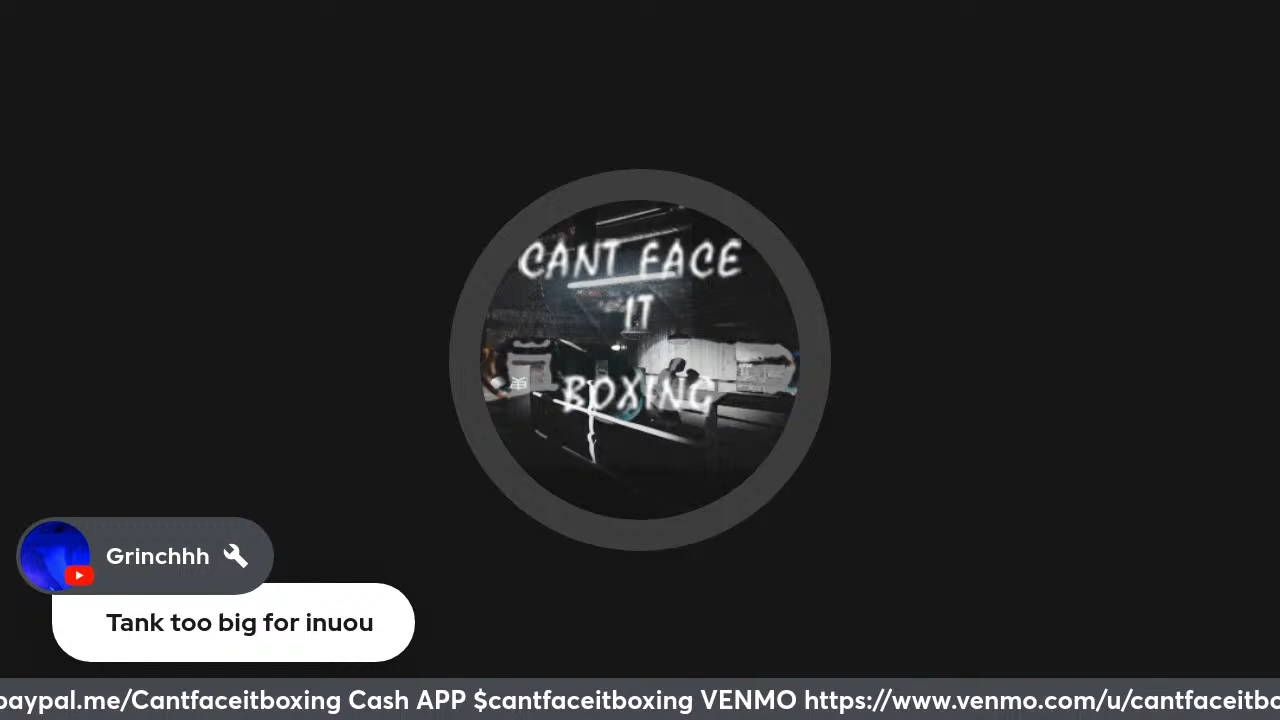 CANT FACE
IT
BOXING
Grinchhh
Tank too big for inuou
paypal.me/Cantfaceitboxing Cash APP $cantfaceitboxing VENMO https://www.venmo.com/u/cantfaceitbo